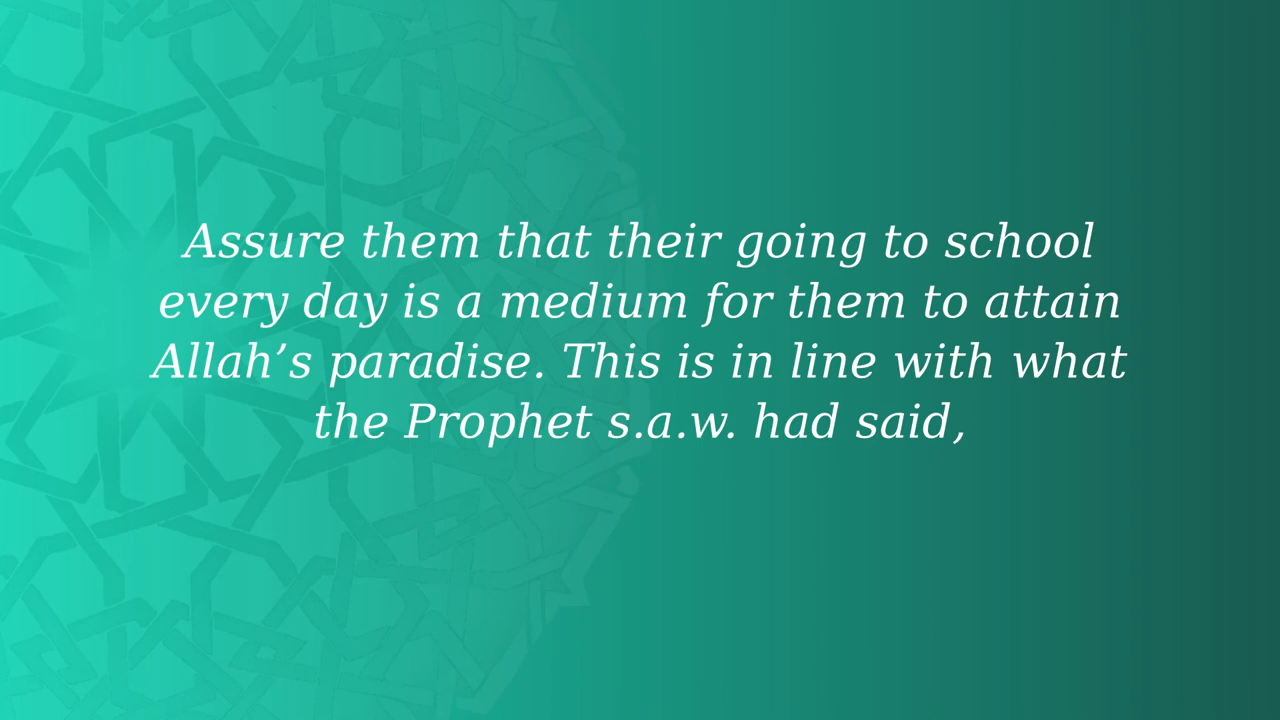 Assure them that their going to school
every day is a medium for them to attain
Allah’s paradise. This is in line with what
the Prophet s.a.w. had said,